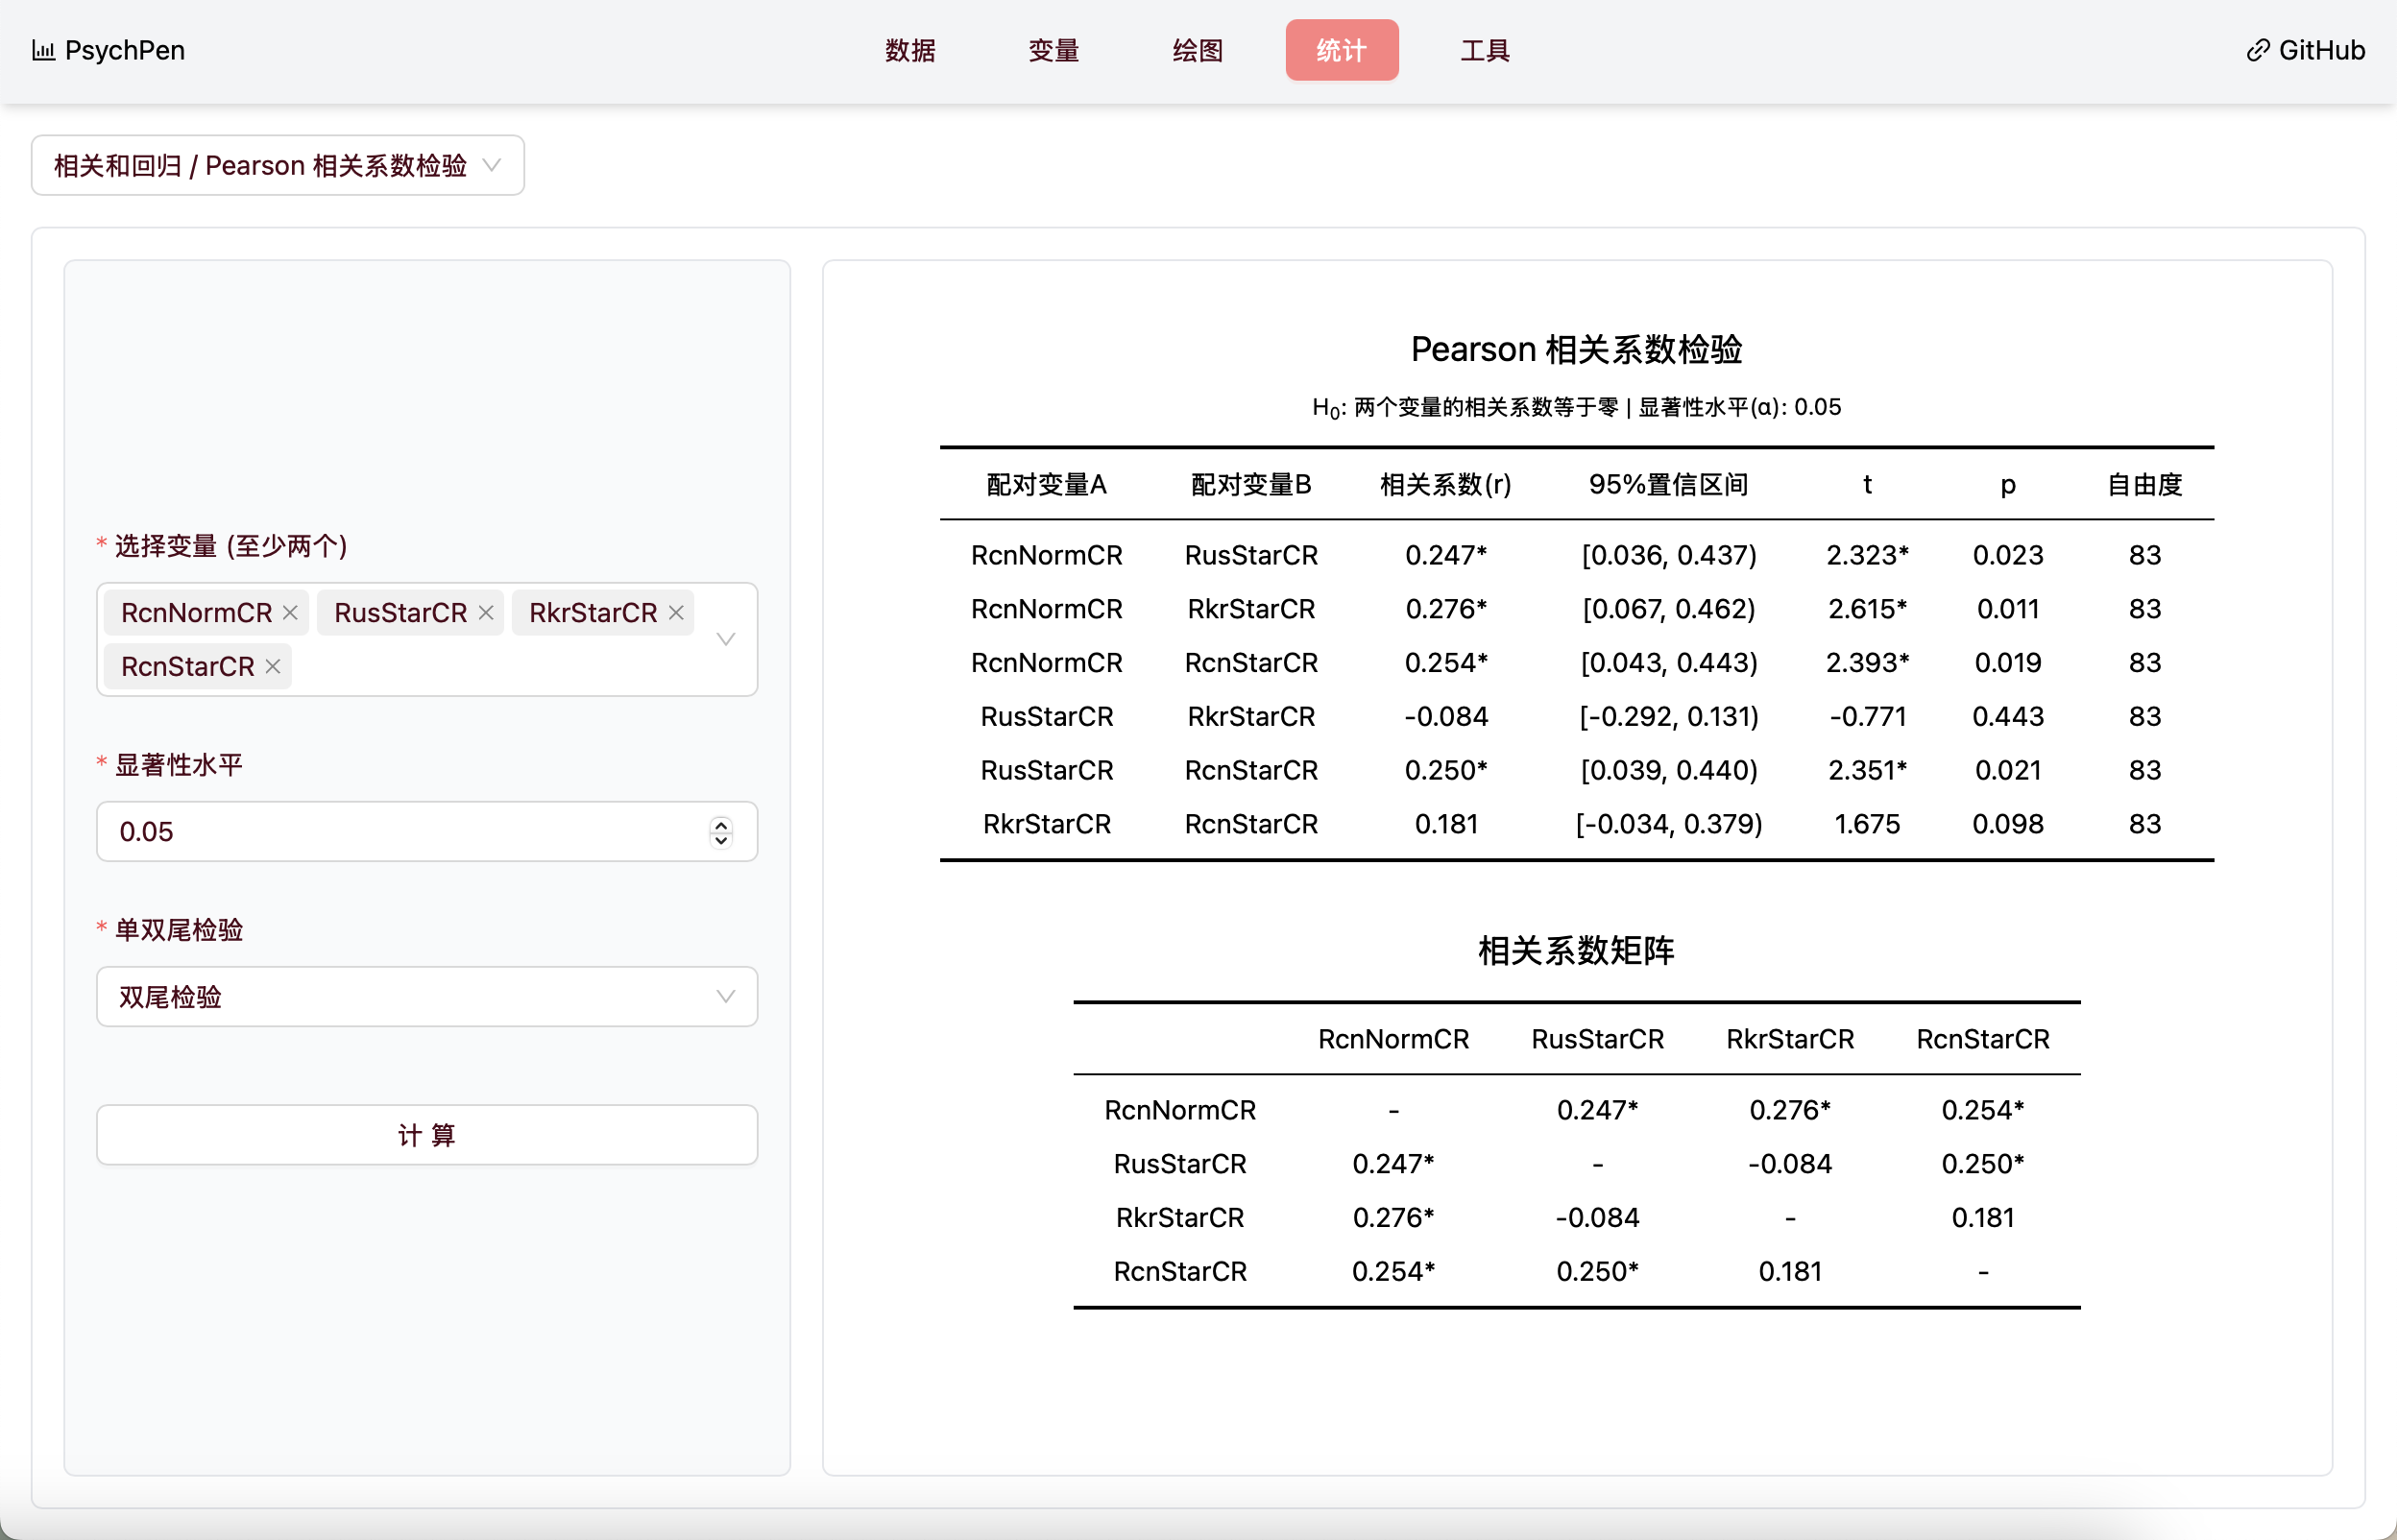 PsychPen 数据 变量 绘图 统计 工具 GitHub
相关和回归 / Pearson 相关系数检验
* 选择变量 (至少两个)
RcnNormCR RusStarCR RkrStarCR
RcnStarCR
* 显著性水平
0.05
* 单双尾检验
双尾检验
计 算
Pearson 相关系数检验
H₀: 两个变量的相关系数等于零 | 显著性水平(α): 0.05
配对变量A 配对变量B 相关系数(r) 95%置信区间 t p 自由度
RcnNormCR RusStarCR 0.247* [0.036, 0.437) 2.323* 0.023 83
RcnNormCR RkrStarCR 0.276* [0.067, 0.462) 2.615* 0.011 83
RcnNormCR RcnStarCR 0.254* [0.043, 0.443) 2.393* 0.019 83
RusStarCR RkrStarCR -0.084 [-0.292, 0.131) -0.771 0.443 83
RusStarCR RcnStarCR 0.250* [0.039, 0.440) 2.351* 0.021 83
RkrStarCR RcnStarCR 0.181 [-0.034, 0.379) 1.675 0.098 83
相关系数矩阵
RcnNormCR RusStarCR RkrStarCR RcnStarCR
RcnNormCR - 0.247* 0.276* 0.254*
RusStarCR 0.247* - -0.084 0.250*
RkrStarCR 0.276* -0.084 - 0.181
RcnStarCR 0.254* 0.250* 0.181 -